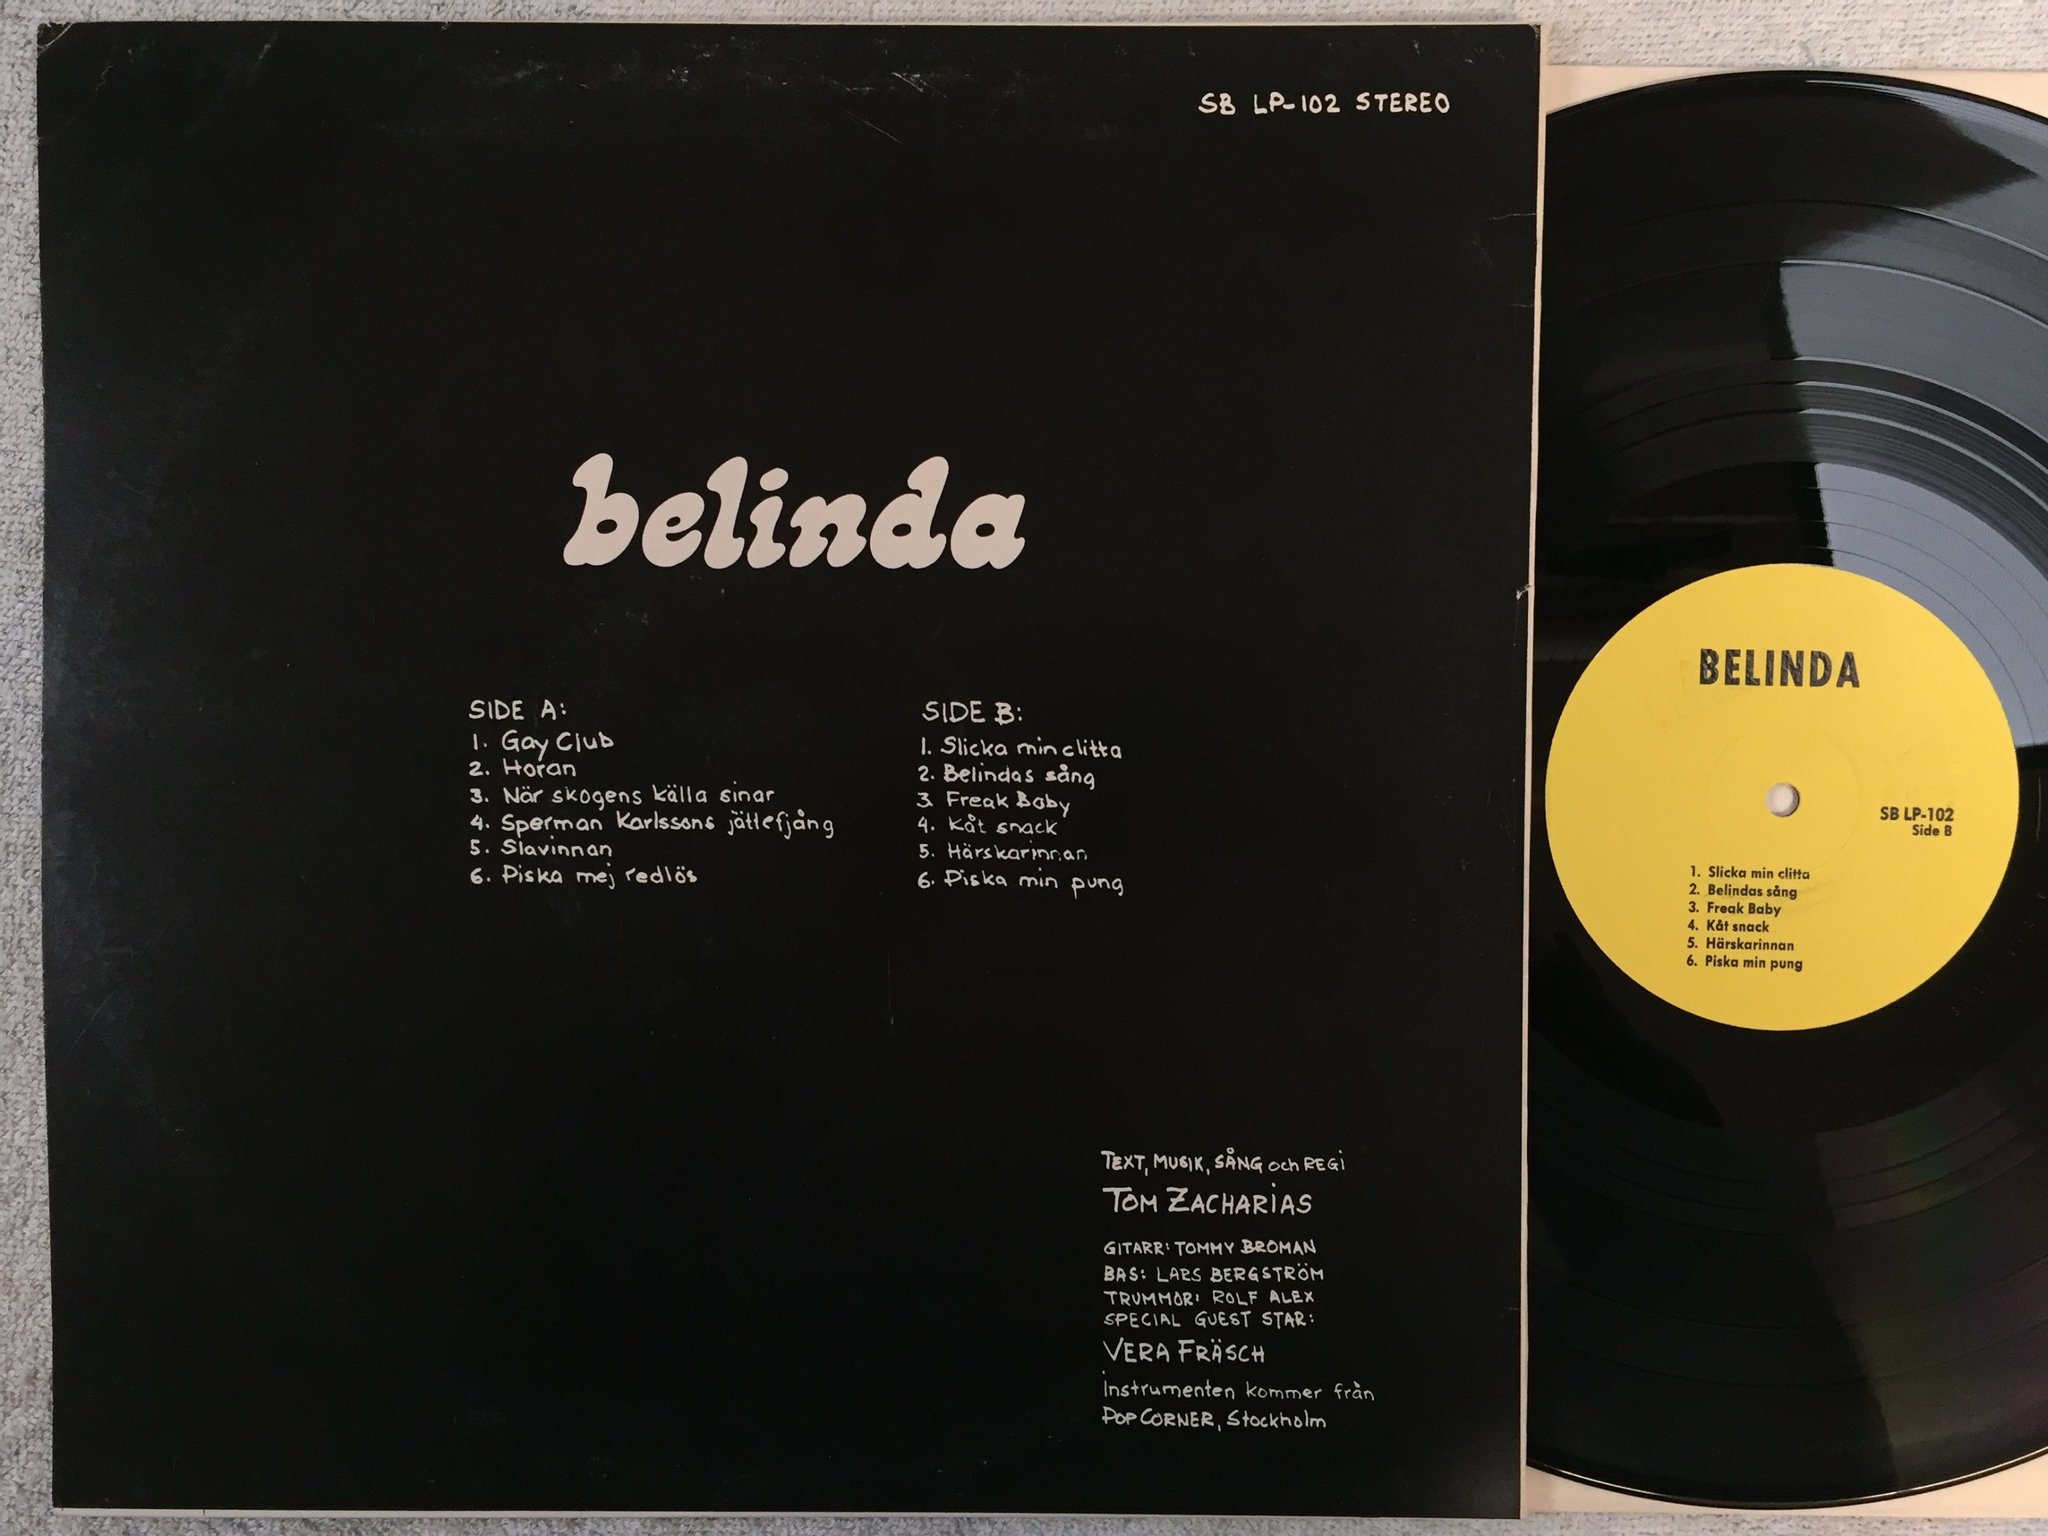 SB LP-102 STEREO
belinda
SIDE A:
1. Gay Club
2. Horan
3. När skogens källa sinar
4. Sperman Karlssons jättefjång
5. Slavinnan
6. Piska mej redlös
SIDE B:
1. Slicka min clitta
2. Belindas sång
3 Freak Baby
4. Kåt snack
5. Härskarinnan
6. Piska min pung
TEXT, MUSIK, SÅNG och REGi
TOM ZACHARiAS
GITARR: TOMMY BROMAN
BAS: LARS BERGSTRÖM
TRUMMOR: ROLF ALEX
SPECIAL GUEST STAR:
VERA FRÄSCH
instrumenten kommer från
POP CORNER, Stockholm
BELINDA
SB LP-102
Side B
1. Slicka min clitta
2. Belindas sång
3. Freak Baby
4. Kåt snack
5. Härskarinnan
6. Piska min pung